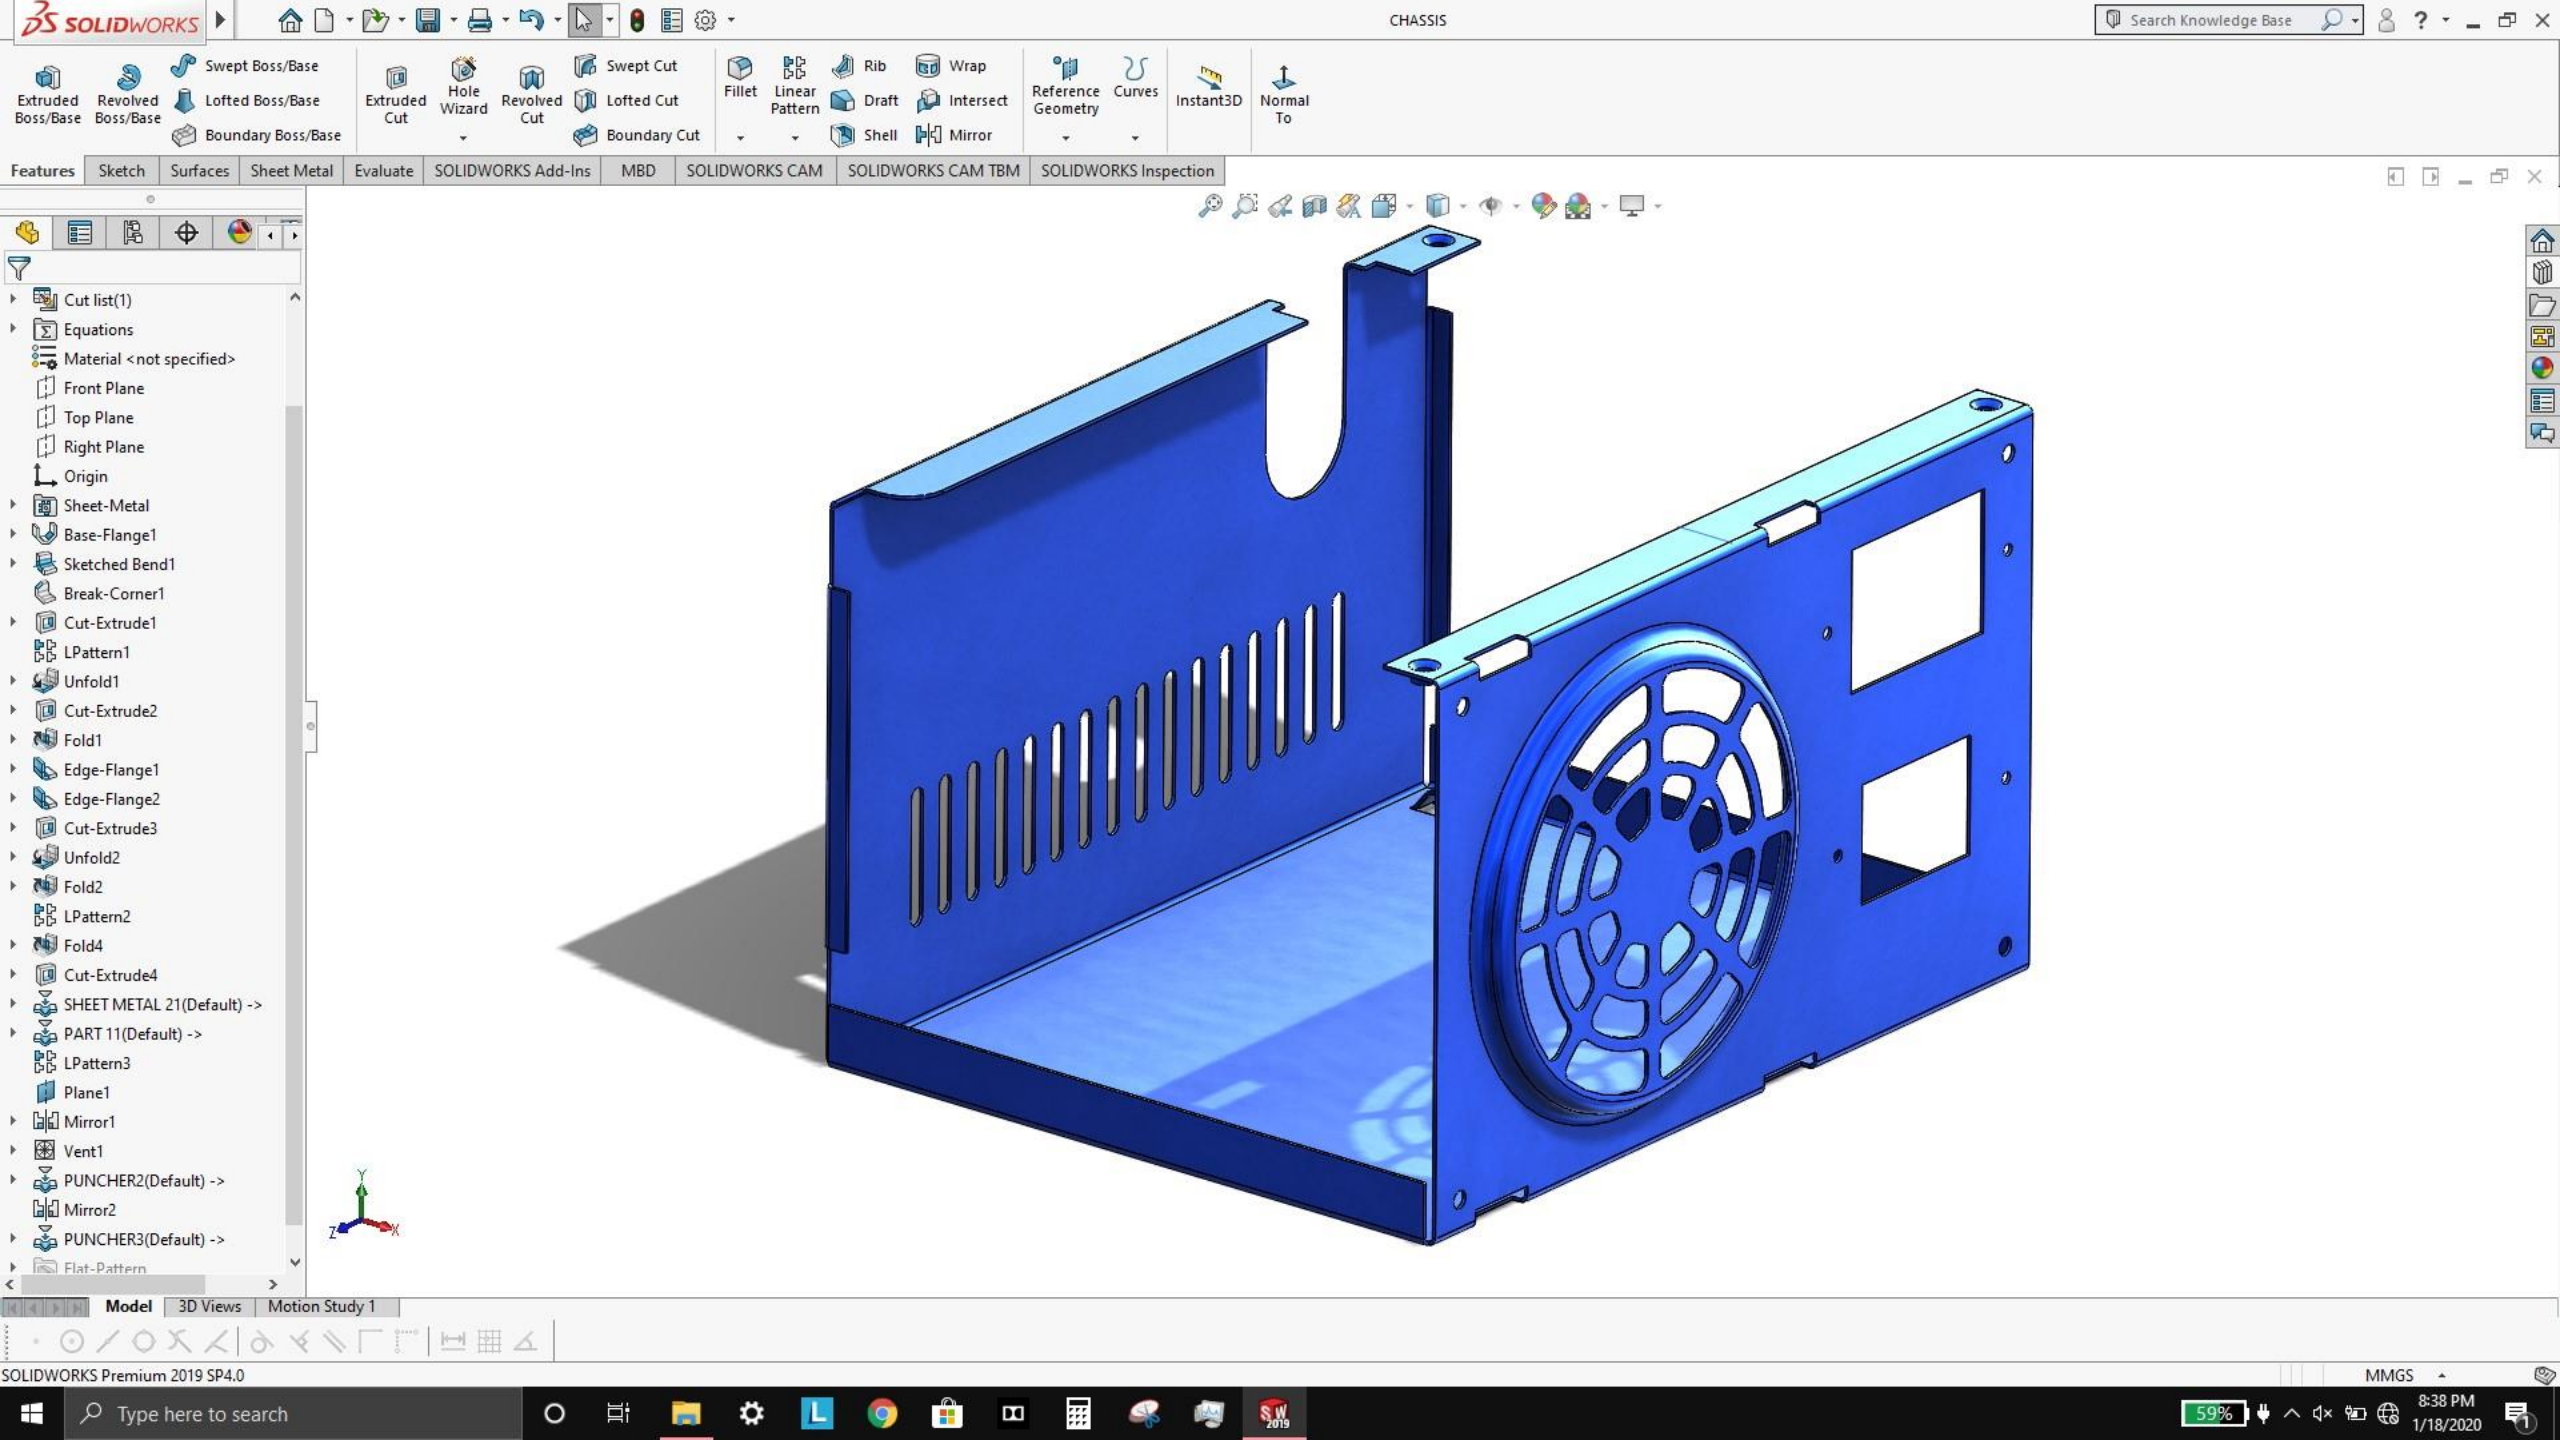 SOLIDWORKS
CHASSIS
Search Knowledge Base
?
Extruded Boss/Base
Revolved Boss/Base
Swept Boss/Base
Lofted Boss/Base
Boundary Boss/Base
Extruded Cut
Hole Wizard
Revolved Cut
Swept Cut
Lofted Cut
Boundary Cut
Fillet
Linear Pattern
Rib
Draft
Shell
Wrap
Intersect
Mirror
Reference Geometry
Curves
Instant3D
Normal To
Features
Sketch
Surfaces
Sheet Metal
Evaluate
SOLIDWORKS Add-Ins
MBD
SOLIDWORKS CAM
SOLIDWORKS CAM TBM
SOLIDWORKS Inspection
Cut list(1)
Equations
Material <not specified>
Front Plane
Top Plane
Right Plane
Origin
Sheet-Metal
Base-Flange1
Sketched Bend1
Break-Corner1
Cut-Extrude1
LPattern1
Unfold1
Cut-Extrude2
Fold1
Edge-Flange1
Edge-Flange2
Cut-Extrude3
Unfold2
Fold2
LPattern2
Fold4
Cut-Extrude4
SHEET METAL 21(Default) ->
PART 11(Default) ->
LPattern3
Plane1
Mirror1
Vent1
PUNCHER2(Default) ->
Mirror2
PUNCHER3(Default) ->
Flat-Pattern
Y
Z
X
Model
3D Views
Motion Study 1
SOLIDWORKS Premium 2019 SP4.0
MMGS
Type here to search
L
SW
2019
59%
8:38 PM
1/18/2020
1